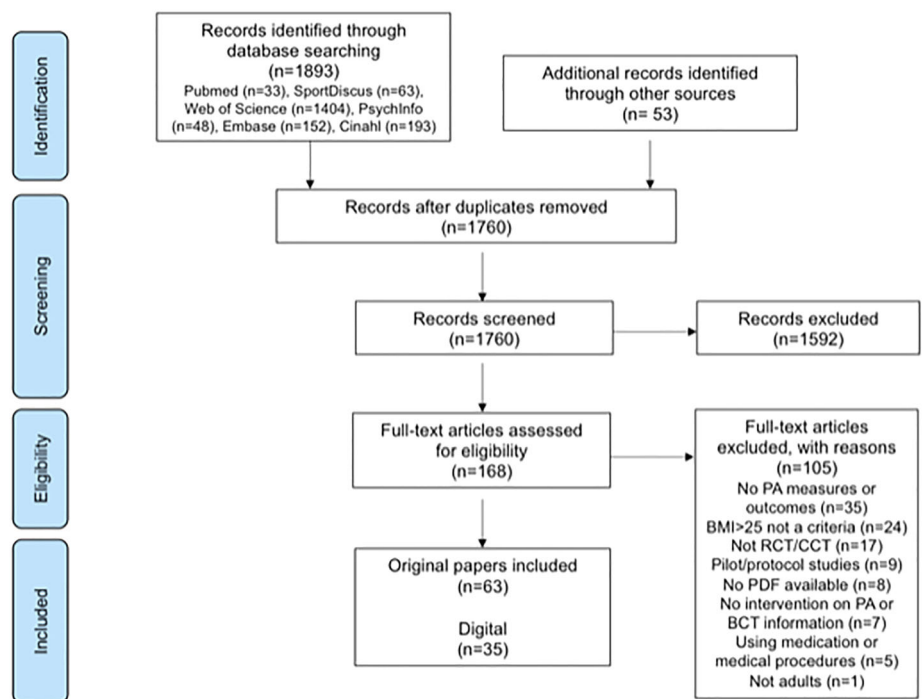 Identification
Records identified through
database searching
(n=1893)
Pubmed (n=33), SportDiscus (n=63),
Web of Science (n=1404), PsychInfo
(n=48), Embase (n=152), Cinahl (n=193)
Additional records identified
through other sources
(n= 53)
Screening
Records after duplicates removed
(n=1760)
Records screened
(n=1760)
Records excluded
(n=1592)
Eligibility
Full-text articles assessed
for eligibility
(n=168)
Full-text articles
excluded, with reasons
(n=105)
No PA measures or
outcomes (n=35)
BMI>25 not a criteria (n=24)
Not RCT/CCT (n=17)
Pilot/protocol studies (n=9)
No PDF available (n=8)
No intervention on PA or
BCT information (n=7)
Using medication or
medical procedures (n=5)
Not adults (n=1)
Included
Original papers included
(n=63)
Digital
(n=35)